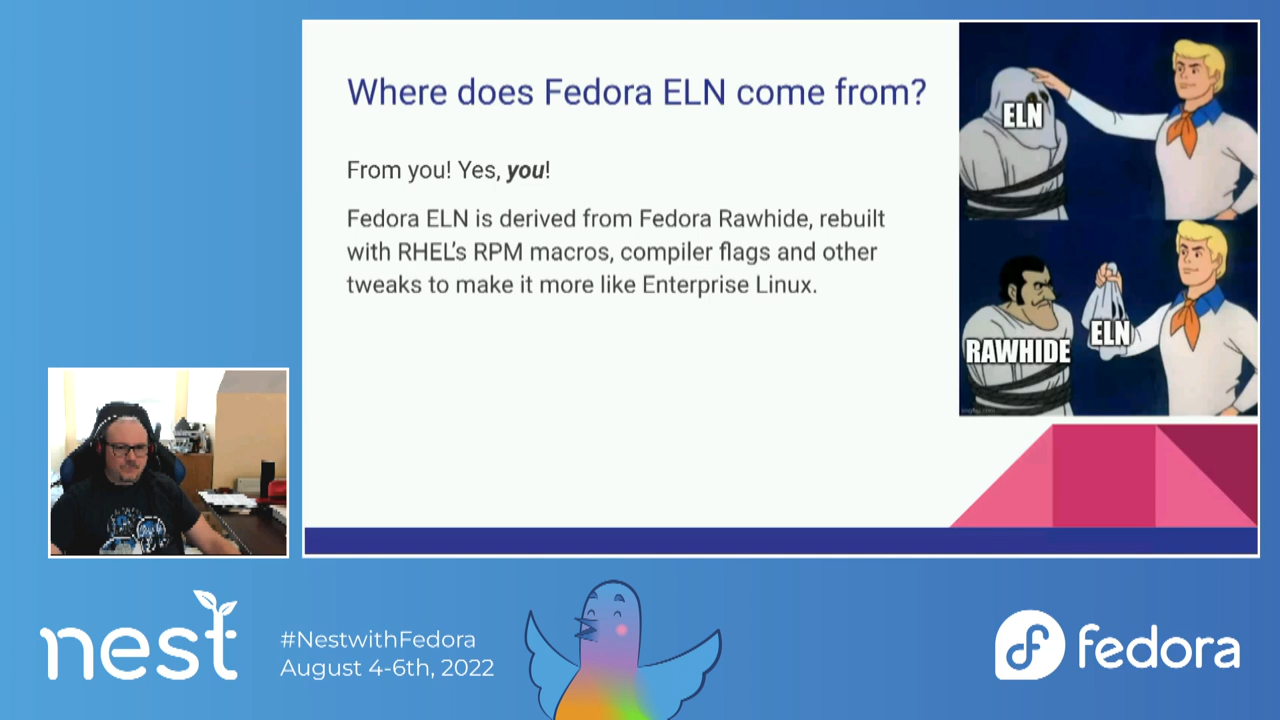 Where does Fedora ELN come from?
From you! Yes, you!
Fedora ELN is derived from Fedora Rawhide, rebuilt
with RHEL’s RPM macros, compiler flags and other
tweaks to make it more like Enterprise Linux.
ELN
RAWHIDE
ELN
nest
#NestwithFedora
August 4-6th, 2022
fedora